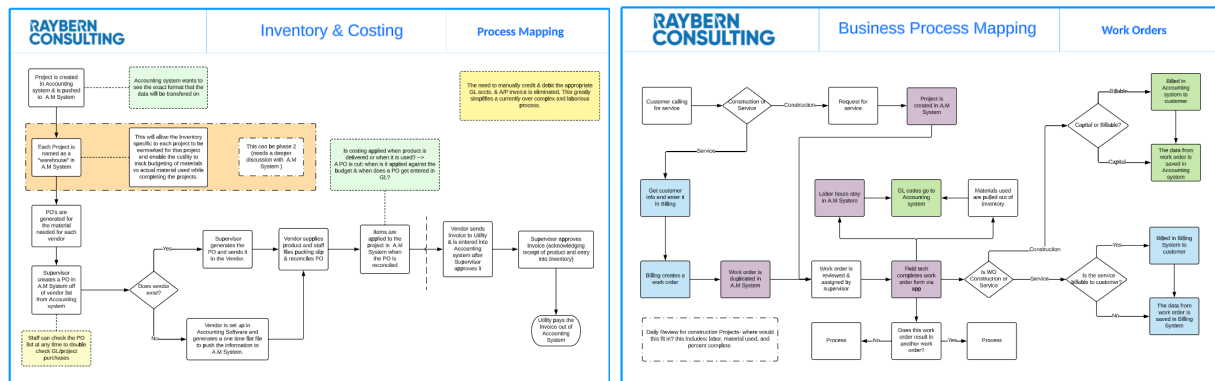 RAYBERN
CONSULTING
Inventory & Costing
Process Mapping
Project is created
in Accounting
system & is pushed
to A.M System
Accounting system wants to
see the exact format that the
data will be transfered on
The need to manually credit & debit the appropriate
GL accts. & A/P invoice is eliminated. This greatly
simplifies a currently over complex and laborious
process.
Each Project is
named as a
"warehouse" in
A.M System
This will allow the Inventory
specific to each project to be
earmarked for that project
and enable the cutility to
track budgeting of materials
vs actual material used while
completing the projects.
This can be phase 2
(needs a deeper
discussion with A.M
System )
Is costing applied when product is
delivered or when it is used? -->
A PO is cut: when is it applied against the
budget & when does a PO get entered in
GL?
PO's are
generated for
the material
needed for each
vendor
Supervisor
creates a PO in
A.M System off
of vendor list
from Accounting
system
Staff can check the PO
list at any time to double
check GL/project
purchases
Does vendor
exist?
Yes
No
Supervisor
generates the
PO and sends it
to the Vendor.
Vendor is set up in
Accounting Software and
generates a one time flat file
to push the information to
A.M System.
Vendor supplies
product and staff
files packing slip &
reconciles PO
Items are
applied to the
project in A.M
System when
the PO is
reconciled
Vendor sends
Invoice to Utility
& is entered into
Accounting
system after
Supervisor
approves it
Supervisor approves
Invoice (acknowledging
receipt of product and entry
into Inventory)
Utility pays the
Invoice out of
Accounting
System
RAYBERN
CONSULTING
Business Process Mapping
Work Orders
Customer calling
for service
Construction or
Service
Construction
Request for
service
Project is
created in A.M
System
Service
Get customer
info and enter it
in Billing
Billing creates a
work order
Work order is
duplicated in
A.M System
Work order is
reviewed &
assigned by
supervisor
Field tech
completes work
order form via
app
Labor hours stay
in A.M System
GL codes go to
Accounting
system
Materials used
are pulled out of
Inventory
Is WO
Construction or
Service
Construction
Service
Capital or Billable?
Billable
Capital
Billed in
Accounting
system to
customer
The data from
work order is
saved in
Accounting
system
Is the service
billable to customer?
Yes
No
Billed in Billing
System to
customer
The data from
work order is
saved in Billing
System
Daily Review for construction Projects- where would
this fit in? this includes: labor, material used, and
percent complete.
Process
No
Does this work
order result in
another work
order?
Yes
Process